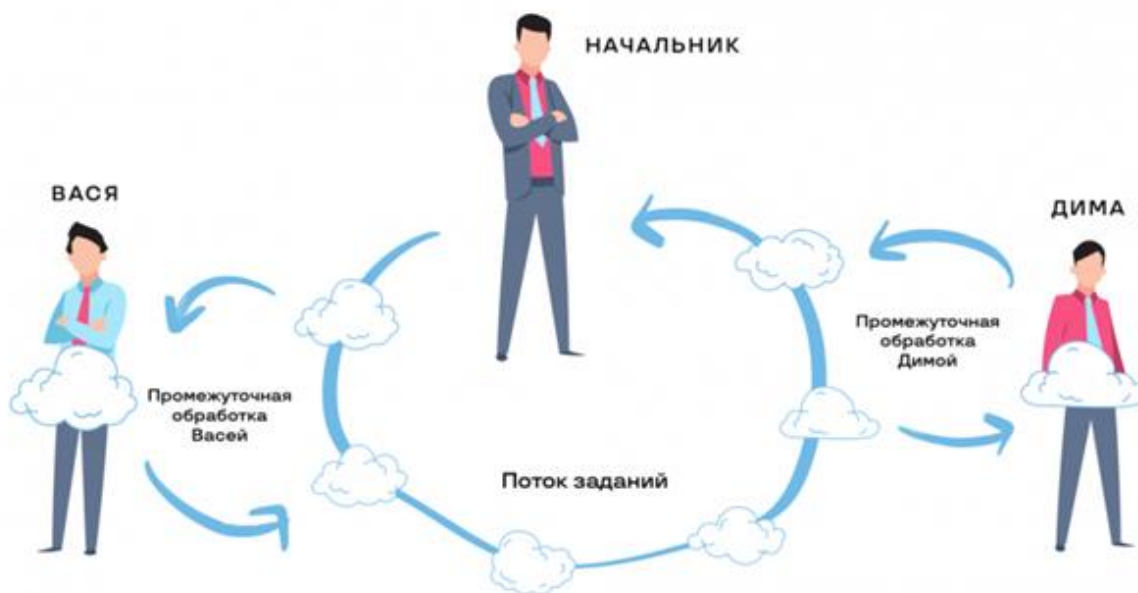 НАЧАЛЬНИК
ВАСЯ
ДИМА
Промежуточная
обработка
Димой
Промежуточная
обработка
Васей
Поток заданий